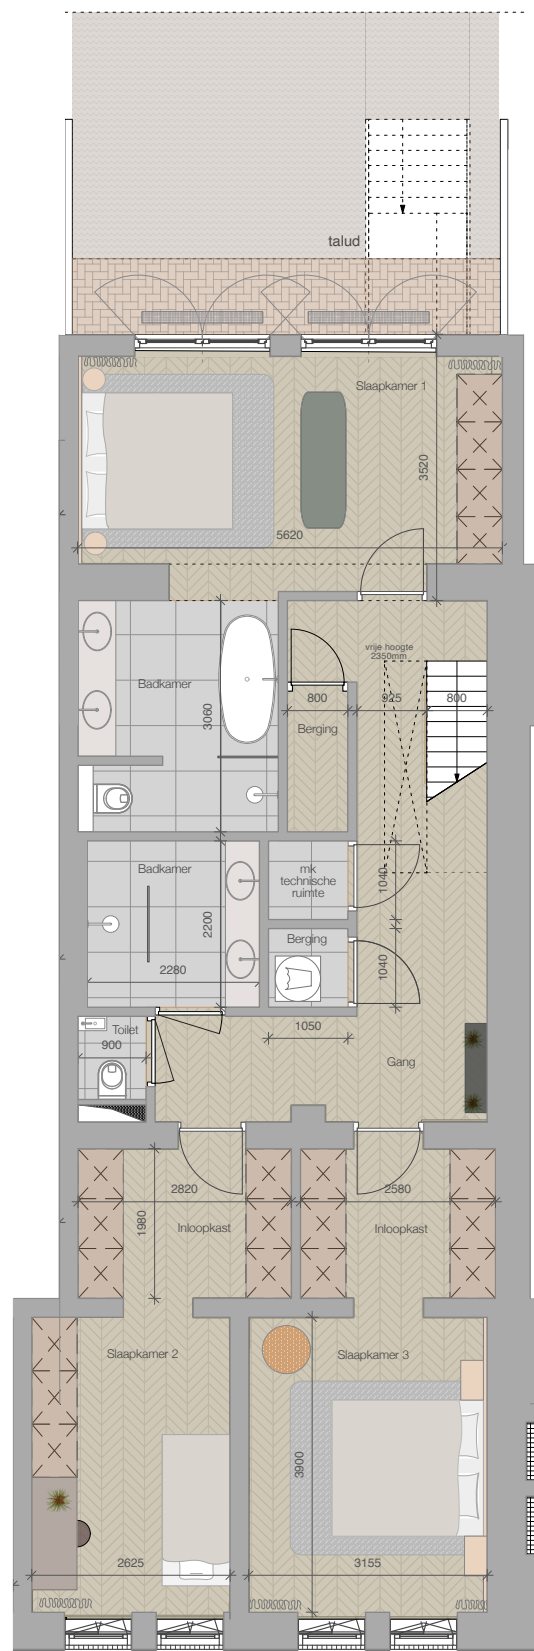 talud
Slaapkamer 1
3520
5620
vrije hoogte
2350mm
Badkamer
3060
800
925
800
Berging
Badkamer
mk
technische
ruimte
1040
2200
Berging
2280
1040
Toilet
1050
900
Gang
2820
2580
1980
Inloopkast
Inloopkast
Slaapkamer 2
Slaapkamer 3
3900
2625
3155